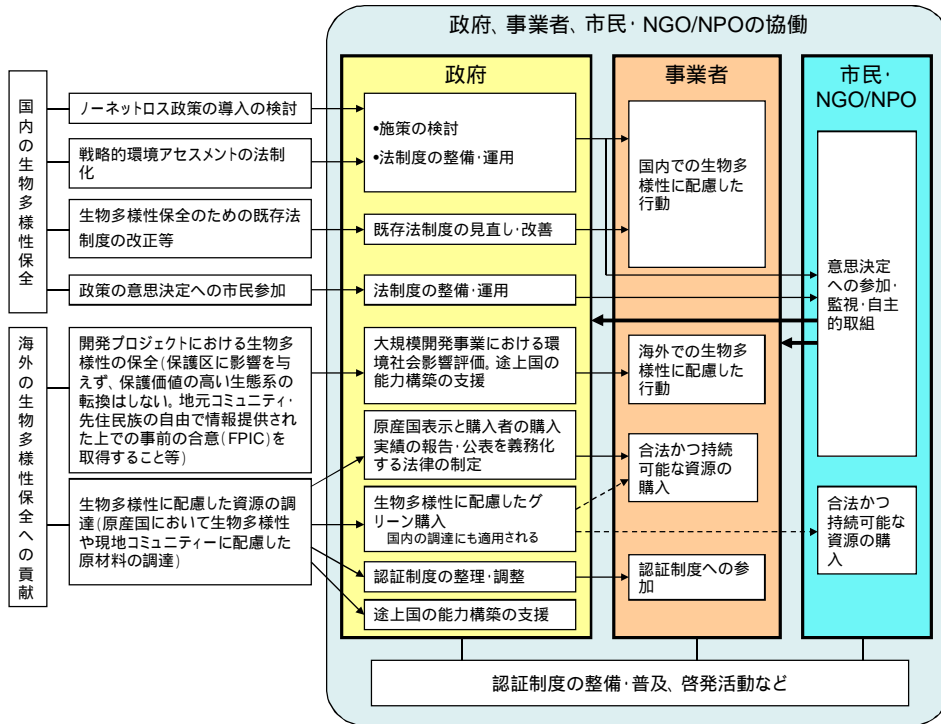 政府、事業者、市民・NGO/NPOの協働
政府
事業者
市民・
NGO/NPO
国内の生物多様性保全
ノーネットロス政策の導入の検討
戦略的環境アセスメントの法制
化
生物多様性保全のための既存法
制度の改正等
政策の意思決定への市民参加
•施策の検討
•法制度の整備・運用
既存法制度の見直し・改善
法制度の整備・運用
国内での生物多
様性に配慮した
行動
意思決定
への参加・
監視・自主
的取組
海外の生物多様性保全への貢献
開発プロジェクトにおける生物多
様性の保全(保護区に影響を与
えず、保護価値の高い生態系の
転換はしない。地元コミュニティ・
先住民族の自由で情報提供され
た上での事前の合意(FPIC)を
取得すること等)
生物多様性に配慮した資源の調
達(原産国において生物多様性
や現地コミュニティーに配慮した
原材料の調達)
大規模開発事業における環
境社会影響評価。途上国の
能力構築の支援
原産国表示と購入者の購入
実績の報告・公表を義務化
する法律の制定
生物多様性に配慮したグ
リーン購入
国内の調達にも適用される
認証制度の整理・調整
途上国の能力構築の支援
海外での生物多
様性に配慮した
行動
合法かつ持続
可能な資源の
購入
認証制度への参
加
合法かつ
持続可能な
資源の購
入
認証制度の整備・普及、啓発活動など